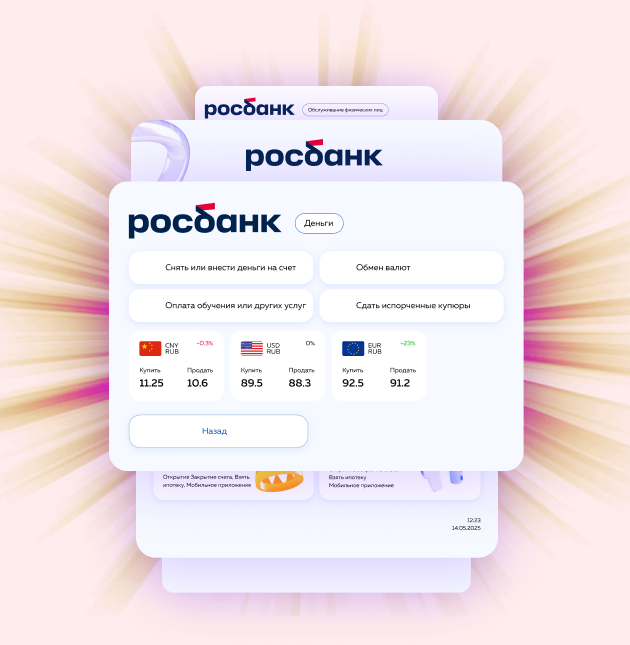 росбанк
Обслуживание физических лиц
росбанк
росбанк
Деньги
Снять или внести деньги на счет
Обмен валют
Оплата обучения или других услуг
Сдать испорченные купюры
CNY
RUB
-0,3%
USD
RUB
0%
EUR
RUB
+23%
Купить
Продать
11.25
10.6
Купить
Продать
89.5
88.3
Купить
Продать
92.5
91.2
Назад
Открытие Закрытие счета, Взять
ипотеку, Мобильное приложение
Взять ипотеку
Мобильное приложение
12:23
14.05.2025